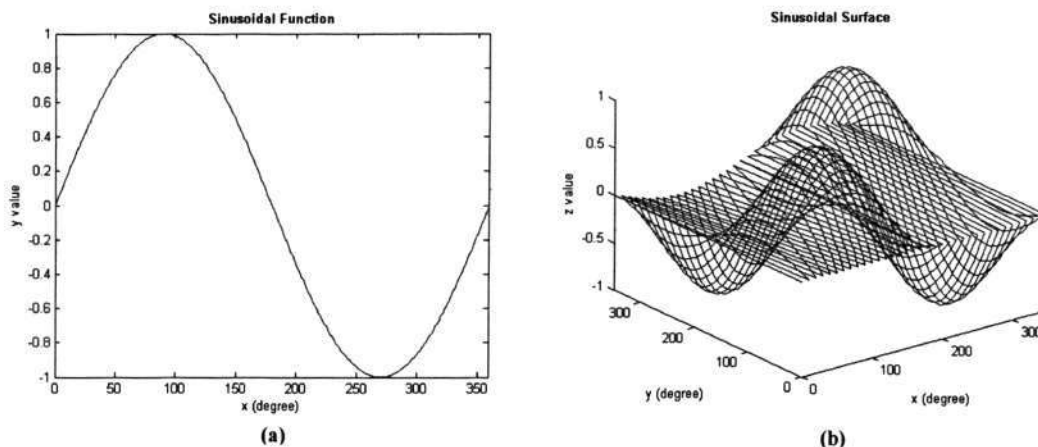 Sinusoidal Function
1
0.8
0.6
0.4
0.2
0
-0.2
-0.4
-0.6
-0.8
-1
y value
0 50 100 150 200 250 300 350
x (degree)
(a)
Sinusoidal Surface
1
0.5
0
-0.5
-1
z value
300
200
100
0
y (degree)
0
100
200
300
x (degree)
(b)